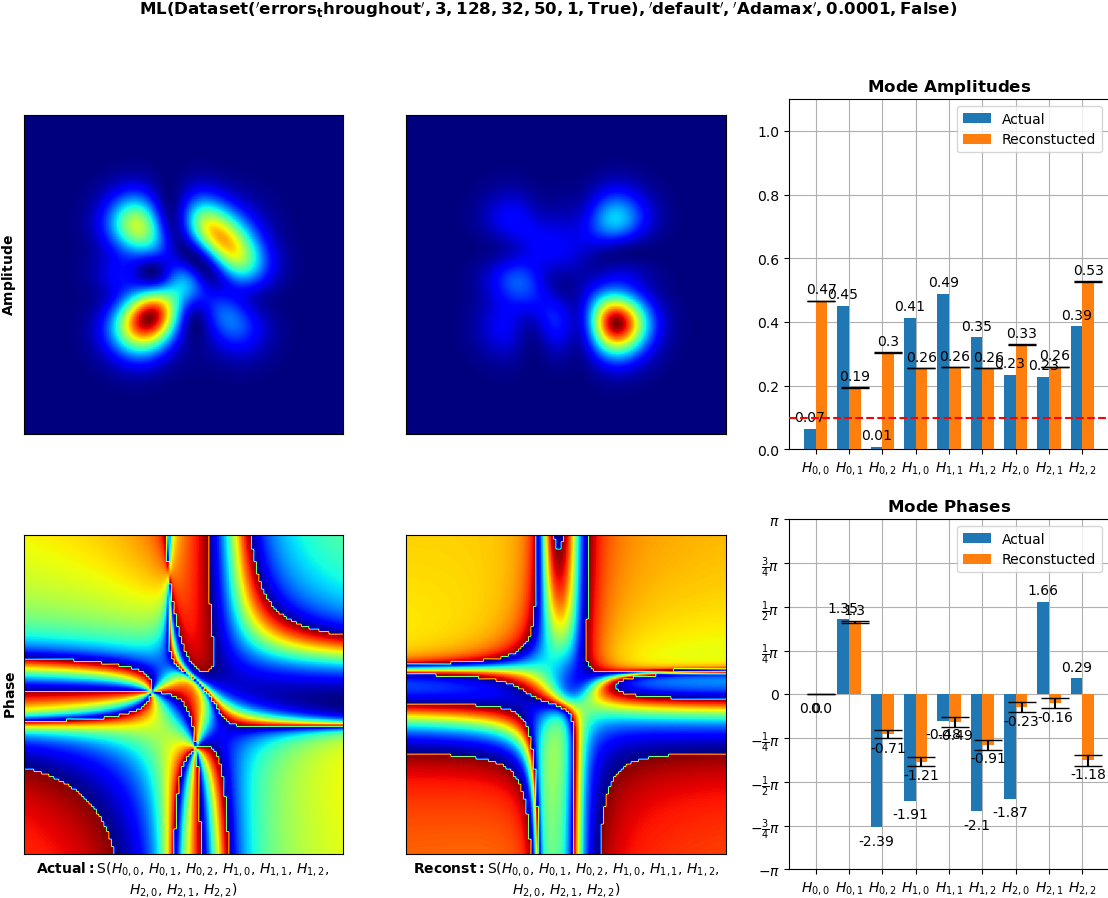 ML(Dataset('errors_throughout', 3, 128, 32, 50, 1, True), 'default', 'Adamax', 0.0001, False)
Amplitude
Mode Amplitudes
Actual
Reconstucted
1.0
0.8
0.6
0.4
0.2
0.0
0.07
0.47
0.45
0.19
0.01
0.3
0.41
0.26
0.49
0.26
0.35
0.26
0.23
0.33
0.23
0.26
0.39
0.53
H0,0 H0,1 H0,2 H1,0 H1,1 H1,2 H2,0 H2,1 H2,2
Phase
Mode Phases
Actual
Reconstucted
π
3/4π
1/2π
1/4π
0
−1/4π
−1/2π
−3/4π
−π
0.0
0.0
1.35
1.3
-2.39
-0.71
-1.91
-1.21
-0.48
-0.49
-2.1
-0.91
-1.87
-0.23
1.66
-0.16
0.29
-1.18
H0,0 H0,1 H0,2 H1,0 H1,1 H1,2 H2,0 H2,1 H2,2
Actual: S(H0,0, H0,1, H0,2, H1,0, H1,1, H1,2,
H2,0, H2,1, H2,2)
Reconst: S(H0,0, H0,1, H0,2, H1,0, H1,1, H1,2,
H2,0, H2,1, H2,2)